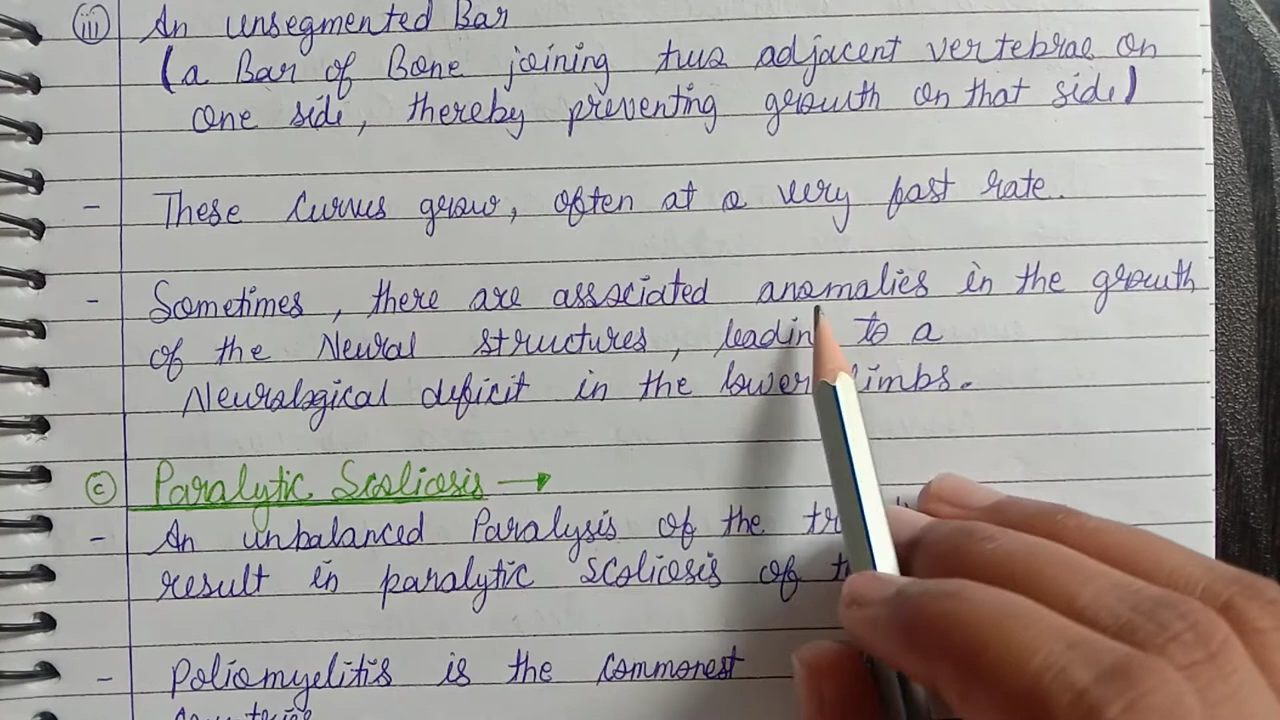 (iii) An unsegmented Bar
(a Bar of Bone joining two adjacent vertebrae on
one side, thereby preventing growth on that side)
- These curves grow, often at a very fast rate.
- Sometimes, there are associated anomalies in the growth
of the Neural structures, leading to a
Neurological deficit in the lower limbs.
(c) Paralytic Scoliosis →
- An unbalanced Paralysis of the
result in paralytic scoliosis of
- Poliomyelitis is the commonest